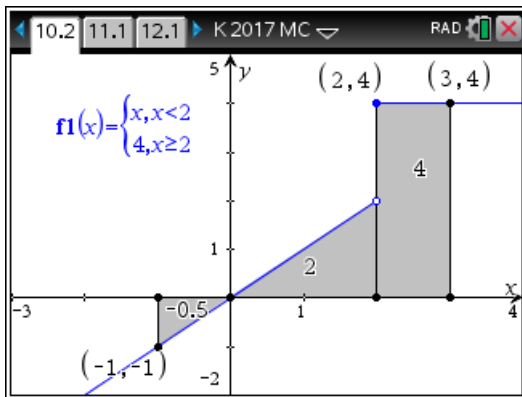 10.2 11.1 12.1 K 2017 MC RAD
5 y (2,4) (3,4)
f1(x)={x,x<2
4,x≥2
4
1
2
x
-3 -0.5 1 4
(-1,-1)
-2